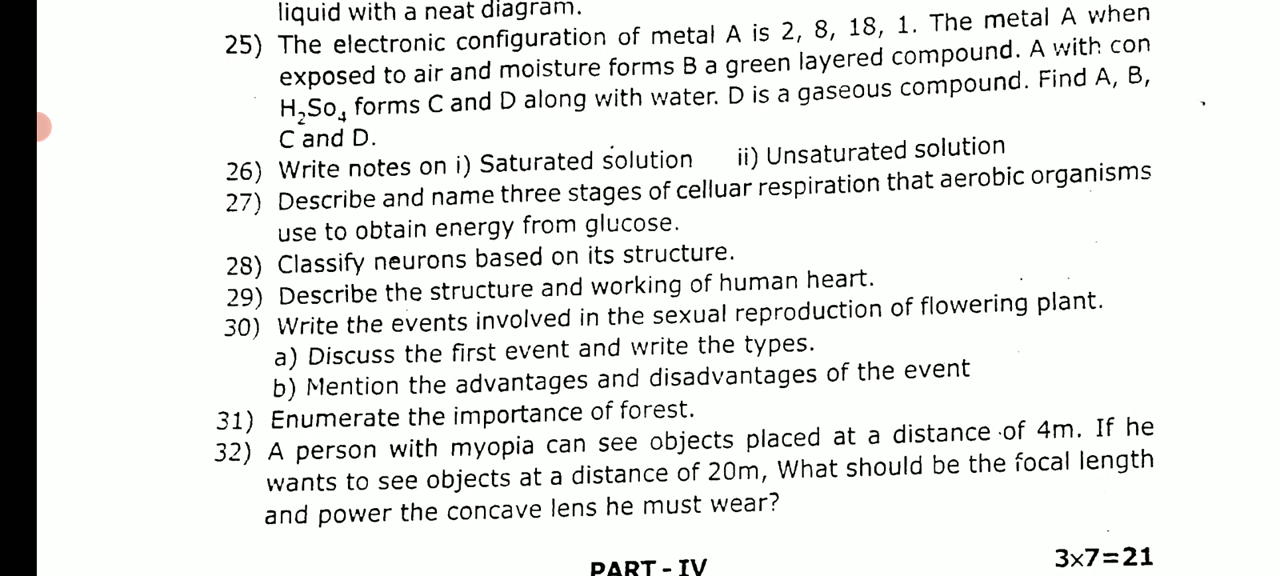 liquid with a neat diagram.
25) The electronic configuration of metal A is 2, 8, 18, 1. The metal A when
exposed to air and moisture forms B a green layered compound. A with con
H₂So₄ forms C and D along with water. D is a gaseous compound. Find A, B,
C and D.
26) Write notes on i) Saturated solution ii) Unsaturated solution
27) Describe and name three stages of celluar respiration that aerobic organisms
use to obtain energy from glucose.
28) Classify neurons based on its structure.
29) Describe the structure and working of human heart.
30) Write the events involved in the sexual reproduction of flowering plant.
a) Discuss the first event and write the types.
b) Mention the advantages and disadvantages of the event
31) Enumerate the importance of forest.
32) A person with myopia can see objects placed at a distance of 4m. If he
wants to see objects at a distance of 20m, What should be the focal length
and power the concave lens he must wear?
PART - IV 3×7=21